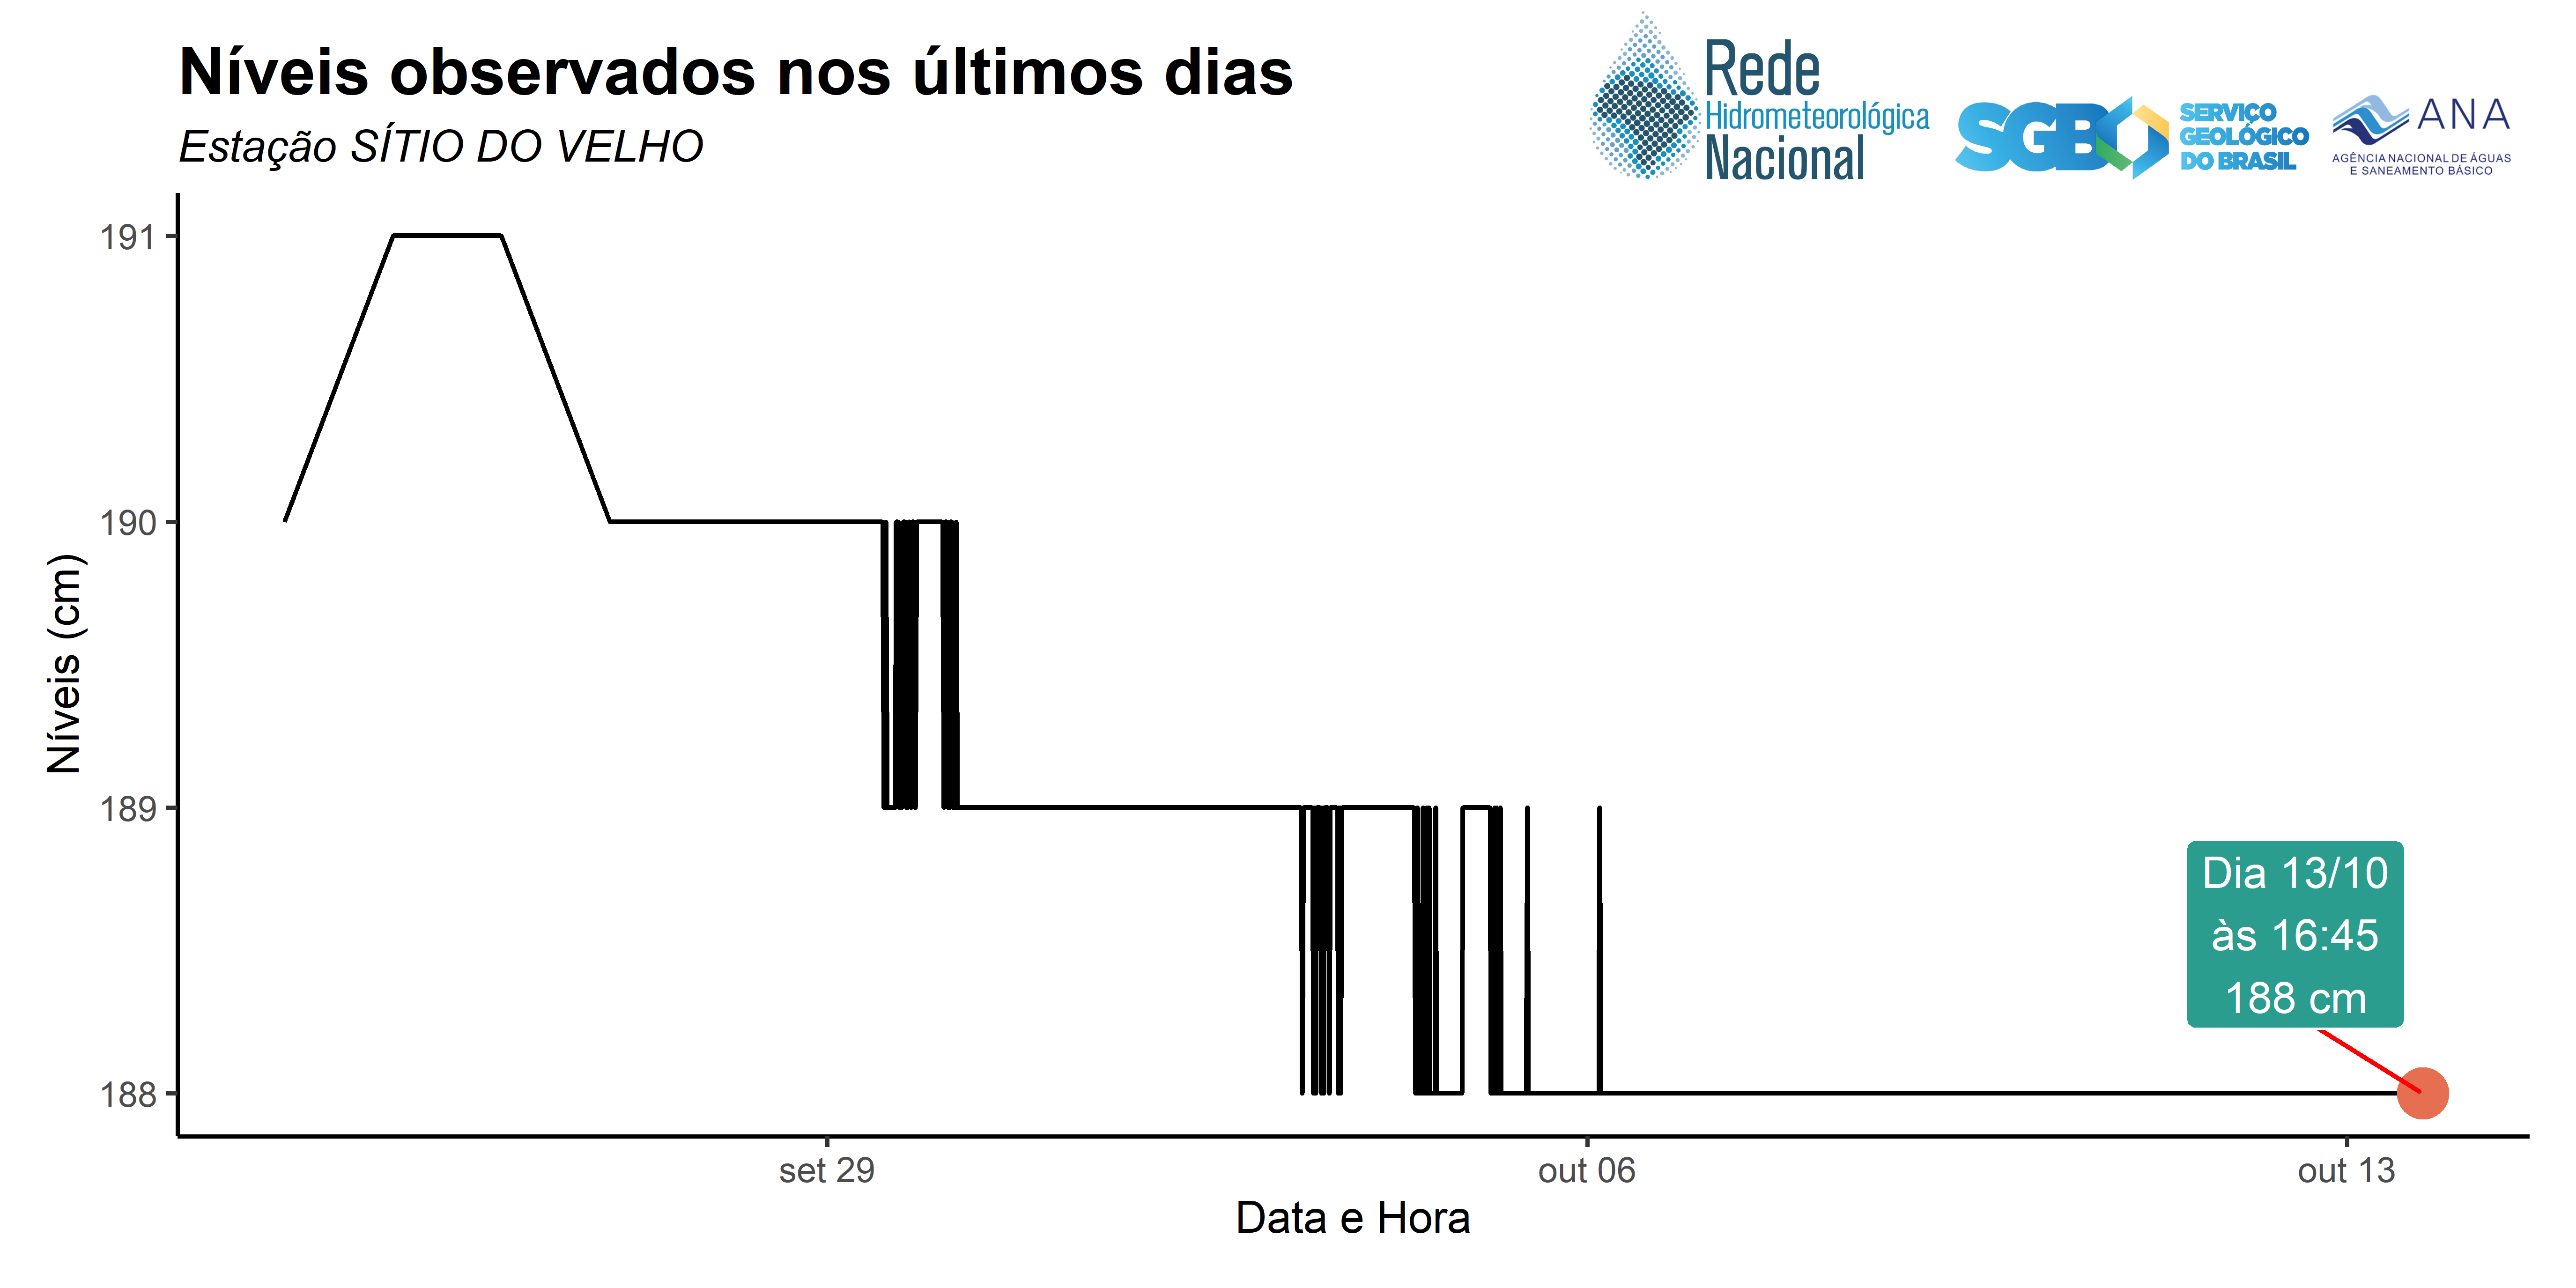 Níveis observados nos últimos dias
Estação SÍTIO DO VELHO
Rede
Hidrometeorológica
Nacional
SGB
SERVIÇO
GEOLÓGICO
DO BRASIL
ANA
AGÊNCIA NACIONAL DE ÁGUAS
E SANEAMENTO BÁSICO
Níveis (cm)
191
190
189
188
Dia 13/10
às 16:45
188 cm
set 29
out 06
out 13
Data e Hora